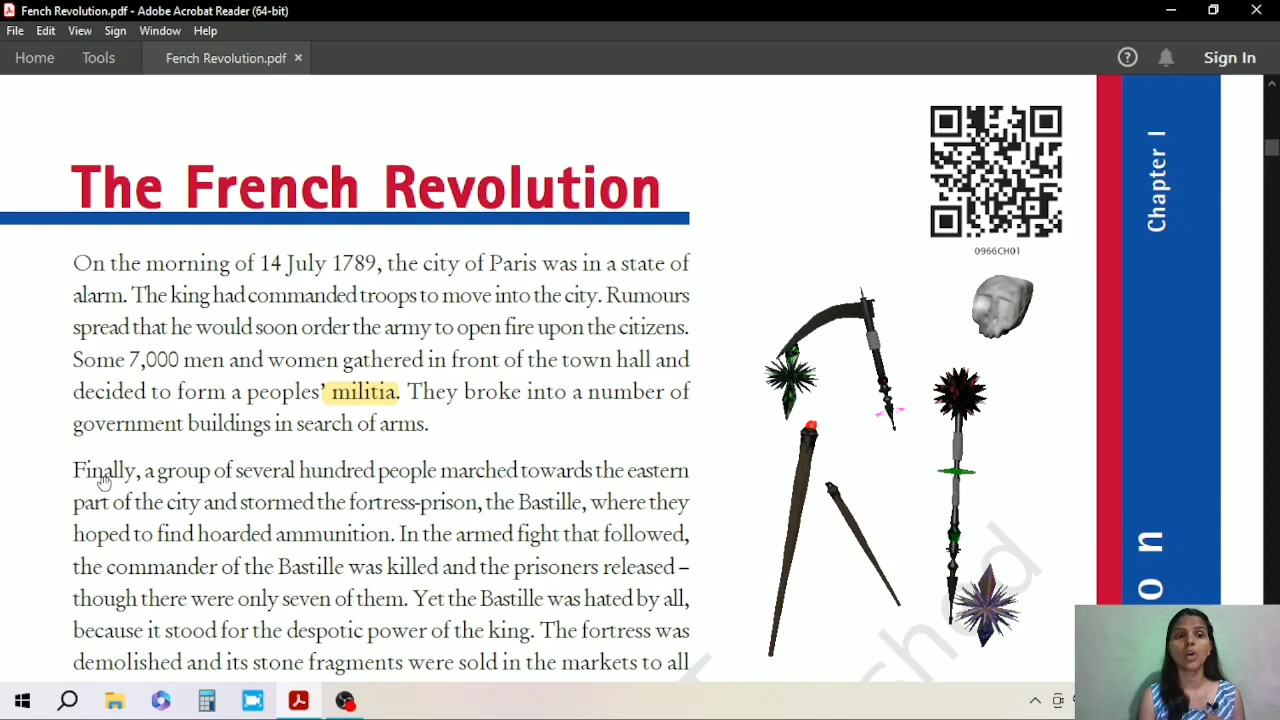 Fench Revolution.pdf - Adobe Acrobat Reader (64-bit)
File Edit View Sign Window Help
Home Tools Fench Revolution.pdf × Sign In
The French Revolution
0966CH01
Chapter I
On the morning of 14 July 1789, the city of Paris was in a state of
alarm. The king had commanded troops to move into the city. Rumours
spread that he would soon order the army to open fire upon the citizens.
Some 7,000 men and women gathered in front of the town hall and
decided to form a peoples’ militia. They broke into a number of
government buildings in search of arms.
Finally, a group of several hundred people marched towards the eastern
part of the city and stormed the fortress-prison, the Bastille, where they
hoped to find hoarded ammunition. In the armed fight that followed,
the commander of the Bastille was killed and the prisoners released –
though there were only seven of them. Yet the Bastille was hated by all,
because it stood for the despotic power of the king. The fortress was
demolished and its stone fragments were sold in the markets to all
o n